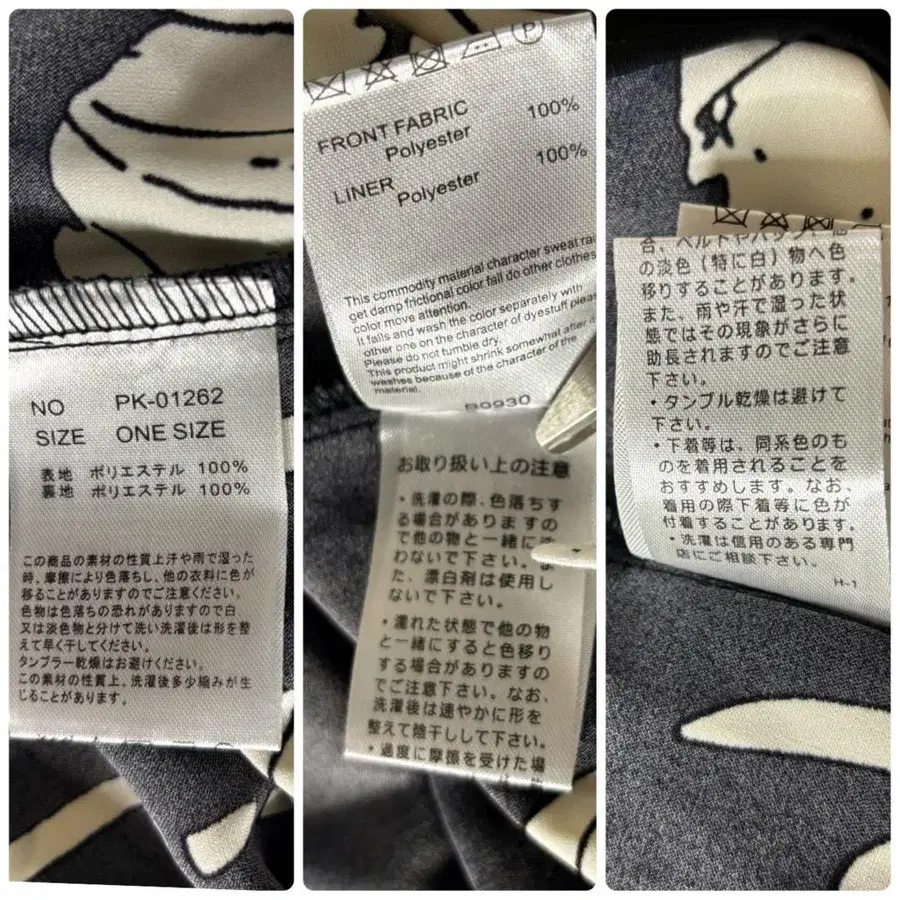 NO PK-01262
SIZE ONE SIZE
表地 ポリエステル 100%
裏地 ポリエステル 100%
この商品の素材の性質上汗や雨で湿った
時、摩擦により色落ちし、他の衣料に色が
移ることがありますのでご注意ください。
色物は色落ちの恐れがありますので白
又は淡色物と分けて洗い洗濯後は形を整
えて早く干してください。
タンブラー乾燥はお避けください。
この素材の性質上、洗濯後多少縮みが生
じることがあります。
P
FRONT FABRIC
Polyester 100%
LINER
Polyester 100%
This commodity material character sweat rai
get damp frictional color fall do other clothes
color move attention.
It falls and wash the color separately with
other one on the character of dyestuff pleas
Please do not tumble dry.
This product might shrink somewhat after a
washes because of the character of the
material.
B0930
お取り扱い上の注意
・洗濯の際、色落ちす
る場合がありますの
で他の物と一緒に洗
わないで下さい。ま
た、漂白剤は使用し
ないで下さい。
・濡れた状態で他の物
と一緒にすると色移り
する場合があります
のでご注意下さい。なお、
洗濯後は速やかに形を
整えて陰干しして下さい。
・過度に摩擦を受けた場
合、ベルトやバッグ、
の淡色(特に白)物へ色
移りすることがあります。
また、雨や汗で湿った状
態ではその現象がさらに
助長されますのでご注意
下さい。
・タンブル乾燥は避けて
下さい。
・下着等は、同系色のも
のを着用されることを
おすすめします。なお、
着用の際下着等に色が
付着することがあります。
・洗濯は信用のある専門
店にご相談下さい。
H-1